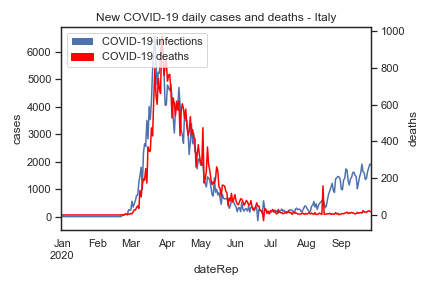 New COVID-19 daily cases and deaths - Italy
COVID-19 infections
COVID-19 deaths
6000
5000
4000
3000
2000
1000
0
cases
1000
800
600
400
200
0
deaths
Jan Feb Mar Apr May Jun Jul Aug Sep
2020
dateRep